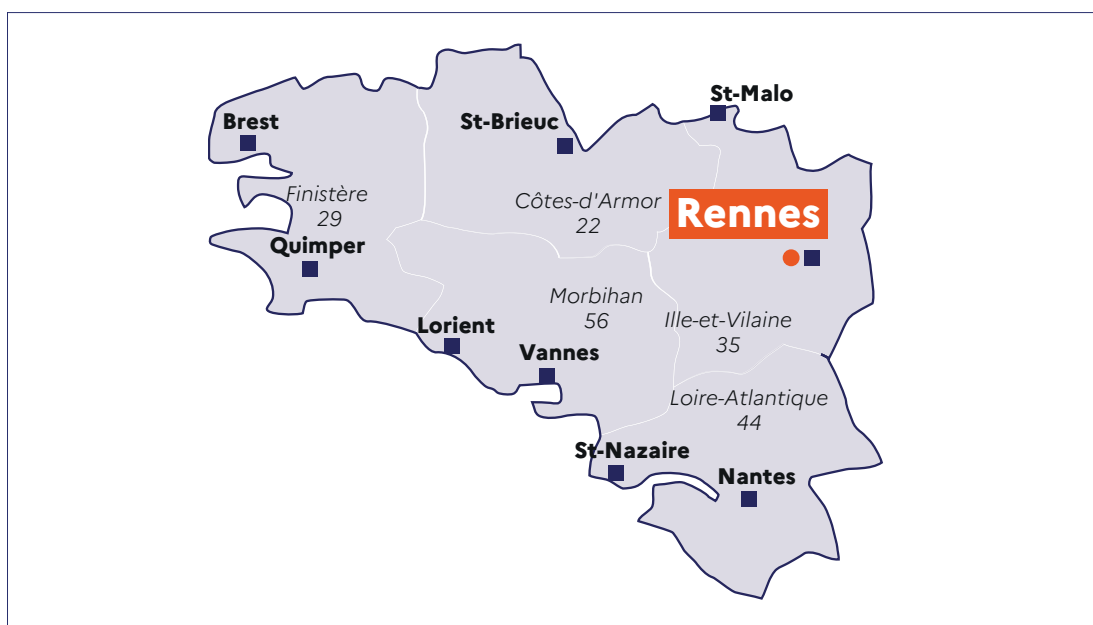 St-Malo
Brest
St-Brieuc
Finistère
29
Côtes-d'Armor
22
Rennes
Quimper
Morbihan
56
Ille-et-Vilaine
35
Lorient
Vannes
Loire-Atlantique
44
St-Nazaire
Nantes